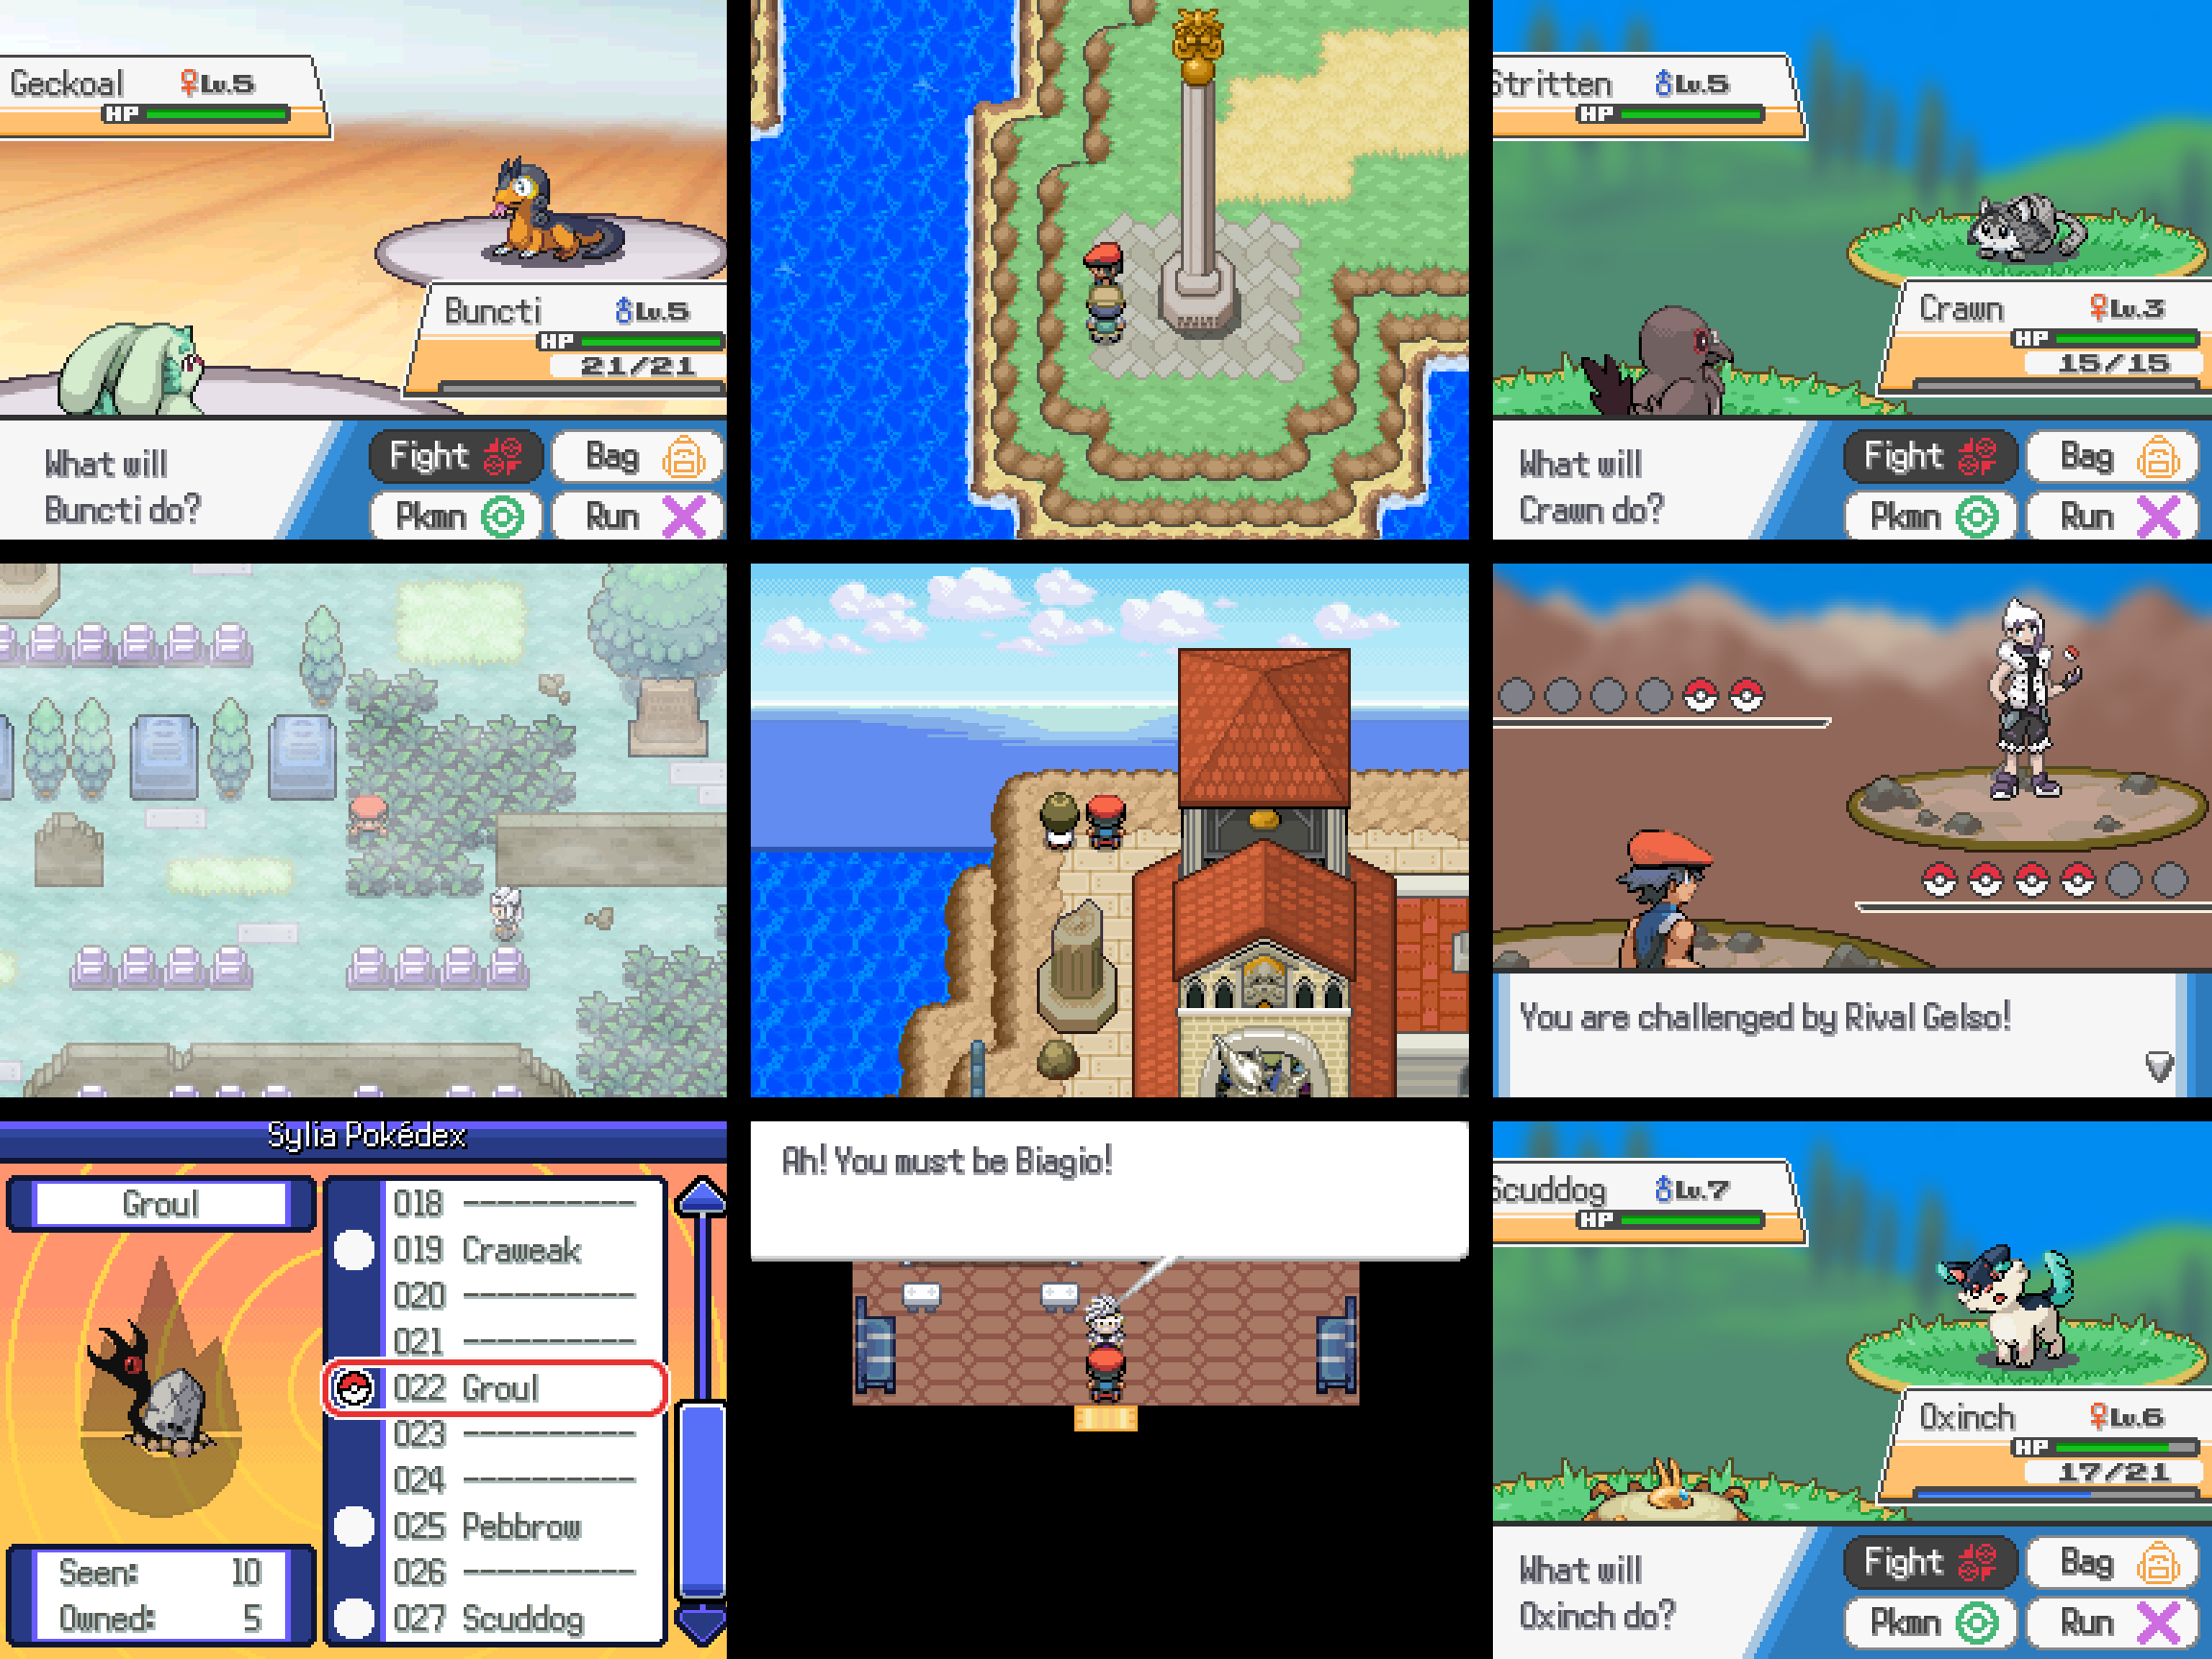 Geckoal ♀Lv.5
HP
Buncti ♂Lv.5
HP
21/21
What will
Buncti do?
Fight
Bag
Pkmn
Run
Stritten ♂Lv.5
HP
Crawn ♀Lv.3
HP
15/15
What will
Crawn do?
Fight
Bag
Pkmn
Run
You are challenged by Rival Gelso!
Sylia Pokédex
Groul
018 ----------
019 Craweak
020 ----------
021 ----------
022 Groul
023 ----------
024 ----------
025 Pebbrow
026 ----------
027 Scuddog
Seen: 10
Owned: 5
Ah! You must be Biagio!
Scuddog ♂Lv.7
HP
Oxinch ♀Lv.6
HP
17/21
What will
Oxinch do?
Fight
Bag
Pkmn
Run